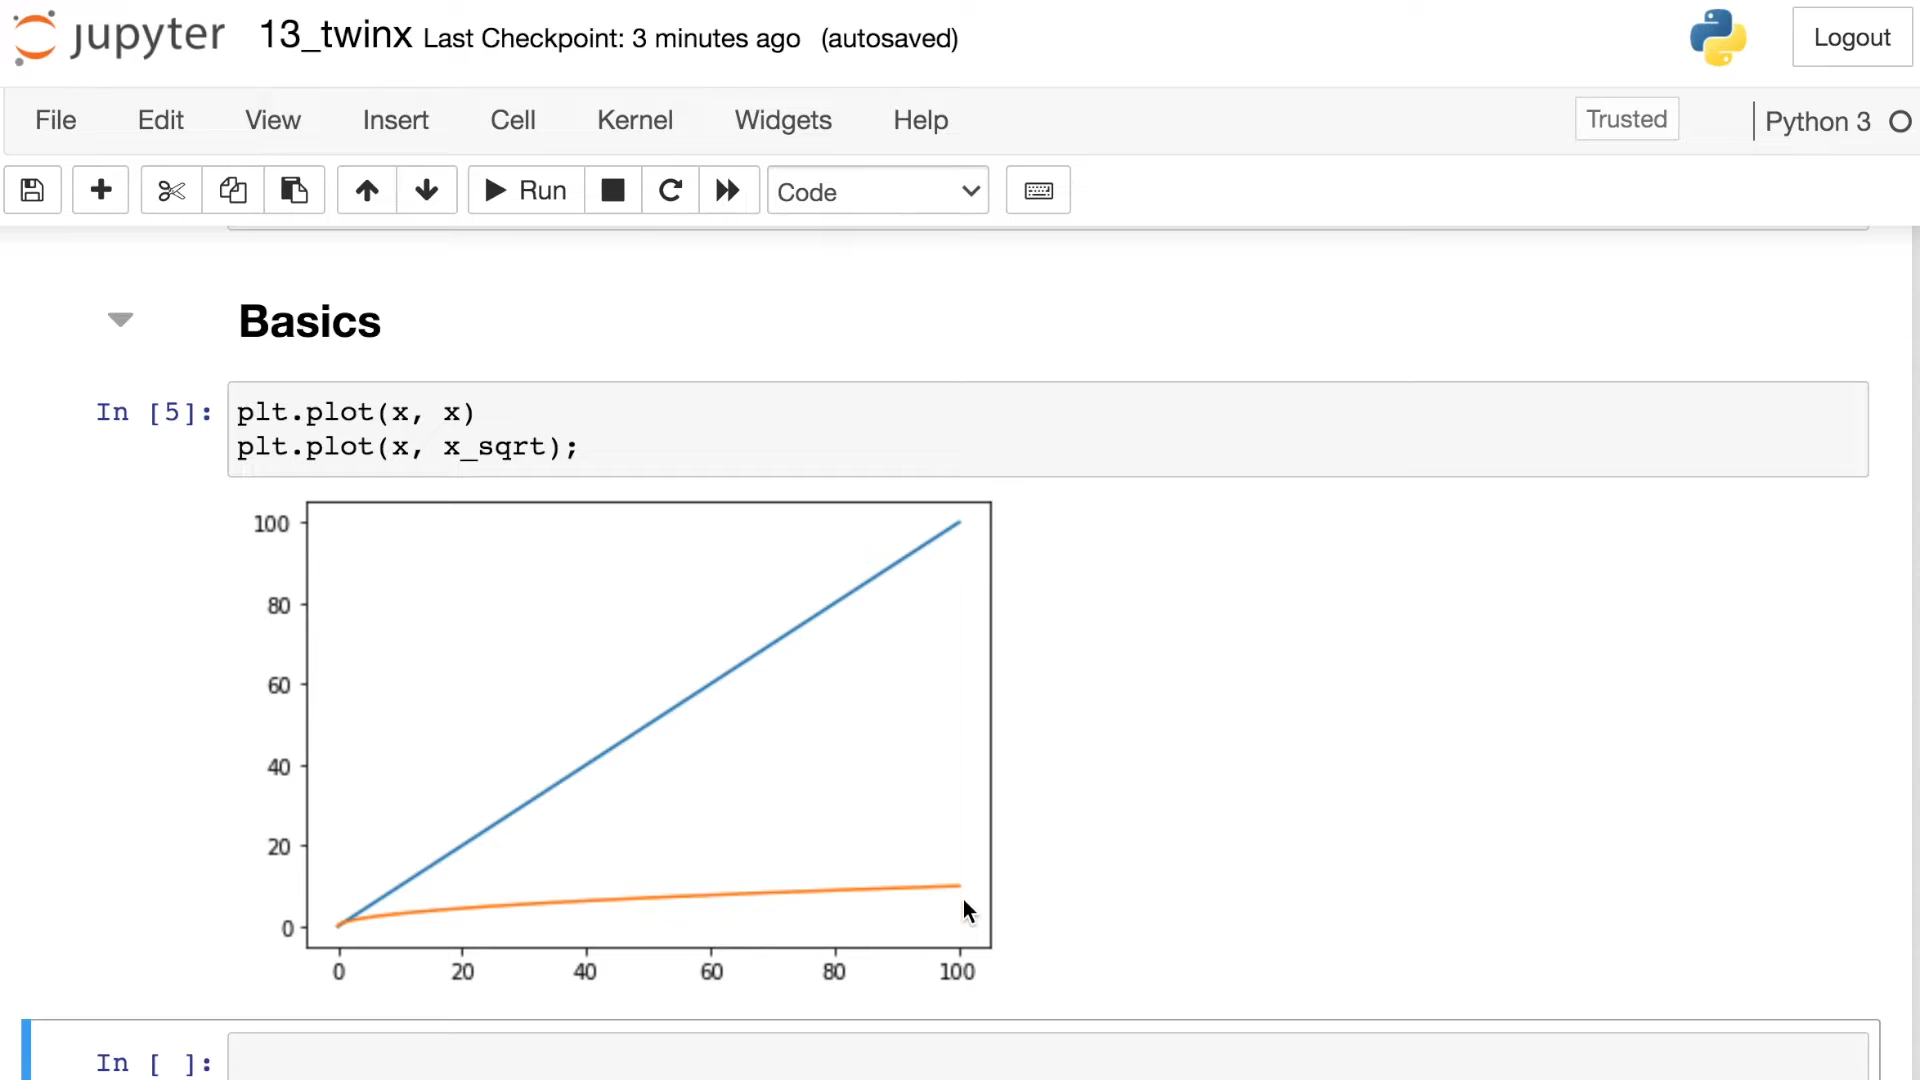 jupyter 13_twinx Last Checkpoint: 3 minutes ago (autosaved) Logout
File Edit View Insert Cell Kernel Widgets Help Trusted Python 3
Run Code
Basics
In [5]: plt.plot(x, x)
plt.plot(x, x_sqrt);
100
80
60
40
20
0
0 20 40 60 80 100
In [ ]: